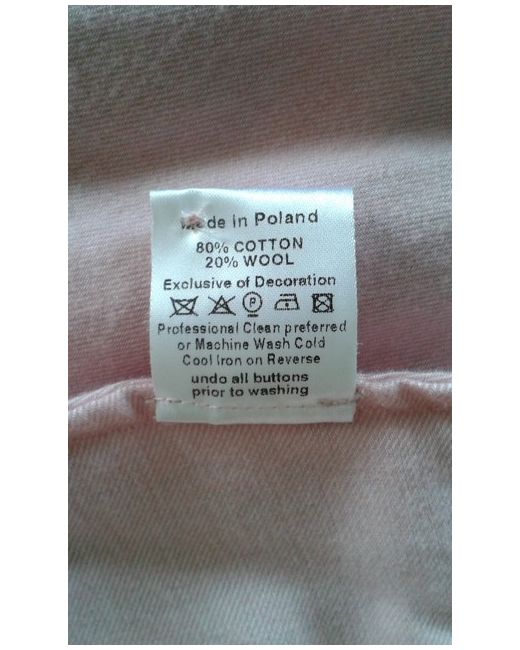 Made in Poland
80% COTTON
20% WOOL
Exclusive of Decoration
P
Professional Clean preferred
or Machine Wash Cold
Cool Iron on Reverse
undo all buttons
prior to washing